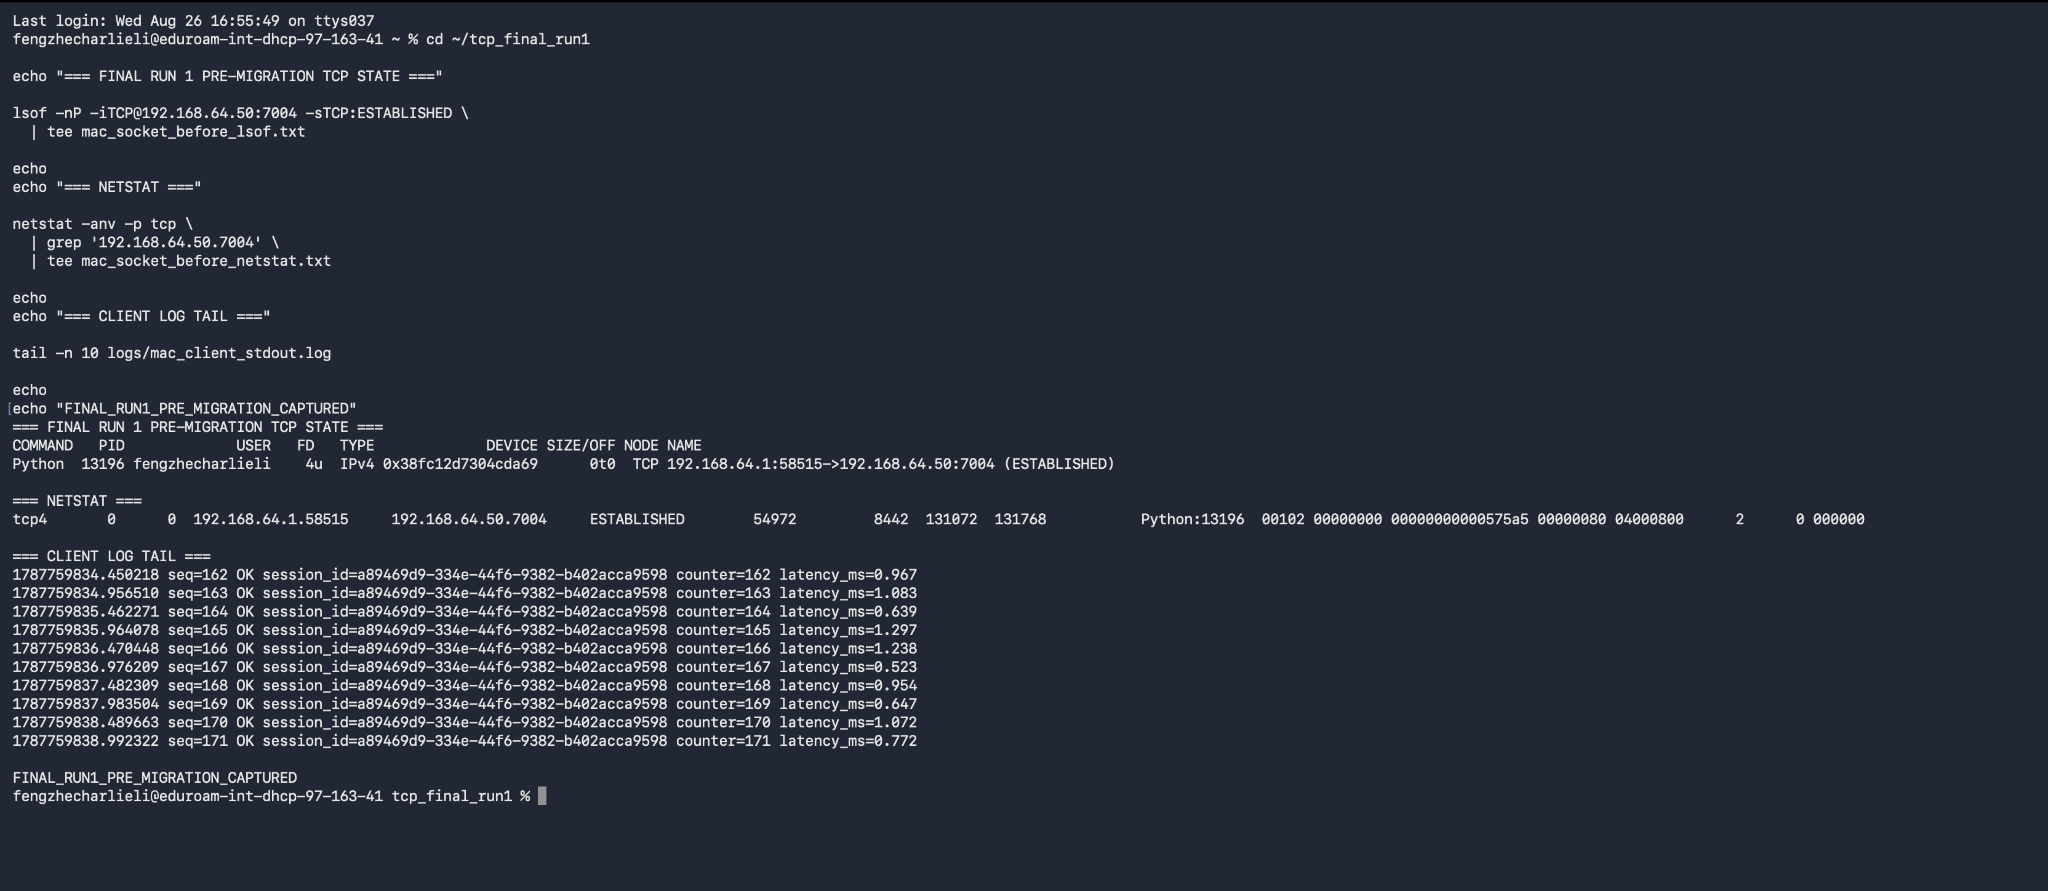 Last login: Wed Aug 26 16:55:49 on ttys037
fengzhecharlieli@eduroam-int-dhcp-97-163-41 ~ % cd ~/tcp_final_run1
echo "=== FINAL RUN 1 PRE-MIGRATION TCP STATE ==="
lsof -nP -iTCP@192.168.64.50:7004 -sTCP:ESTABLISHED \
| tee mac_socket_before_lsof.txt
echo
echo "=== NETSTAT ==="
netstat -anv -p tcp \
| grep '192.168.64.50.7004' \
| tee mac_socket_before_netstat.txt
echo
echo "=== CLIENT LOG TAIL ==="
tail -n 10 logs/mac_client_stdout.log
echo
[echo "FINAL_RUN1_PRE_MIGRATION_CAPTURED"
=== FINAL RUN 1 PRE-MIGRATION TCP STATE ===
COMMAND   PID             USER   FD   TYPE             DEVICE SIZE/OFF NODE NAME
Python  13196 fengzhecharlieli    4u  IPv4 0x38fc12d7304cda69      0t0  TCP 192.168.64.1:58515->192.168.64.50:7004 (ESTABLISHED)
=== NETSTAT ===
tcp4       0      0  192.168.64.1.58515     192.168.64.50.7004     ESTABLISHED        54972         8442  131072  131768           Python:13196  00102 00000000 00000000000575a5 00000080 04000800      2      0 000000
=== CLIENT LOG TAIL ===
1787759834.450218 seq=162 OK session_id=a89469d9-334e-44f6-9382-b402acca9598 counter=162 latency_ms=0.967
1787759834.956510 seq=163 OK session_id=a89469d9-334e-44f6-9382-b402acca9598 counter=163 latency_ms=1.083
1787759835.462271 seq=164 OK session_id=a89469d9-334e-44f6-9382-b402acca9598 counter=164 latency_ms=0.639
1787759835.964078 seq=165 OK session_id=a89469d9-334e-44f6-9382-b402acca9598 counter=165 latency_ms=1.297
1787759836.470448 seq=166 OK session_id=a89469d9-334e-44f6-9382-b402acca9598 counter=166 latency_ms=1.238
1787759836.976209 seq=167 OK session_id=a89469d9-334e-44f6-9382-b402acca9598 counter=167 latency_ms=0.523
1787759837.482309 seq=168 OK session_id=a89469d9-334e-44f6-9382-b402acca9598 counter=168 latency_ms=0.954
1787759837.983504 seq=169 OK session_id=a89469d9-334e-44f6-9382-b402acca9598 counter=169 latency_ms=0.647
1787759838.489663 seq=170 OK session_id=a89469d9-334e-44f6-9382-b402acca9598 counter=170 latency_ms=1.072
1787759838.992322 seq=171 OK session_id=a89469d9-334e-44f6-9382-b402acca9598 counter=171 latency_ms=0.772
FINAL_RUN1_PRE_MIGRATION_CAPTURED
fengzhecharlieli@eduroam-int-dhcp-97-163-41 tcp_final_run1 %